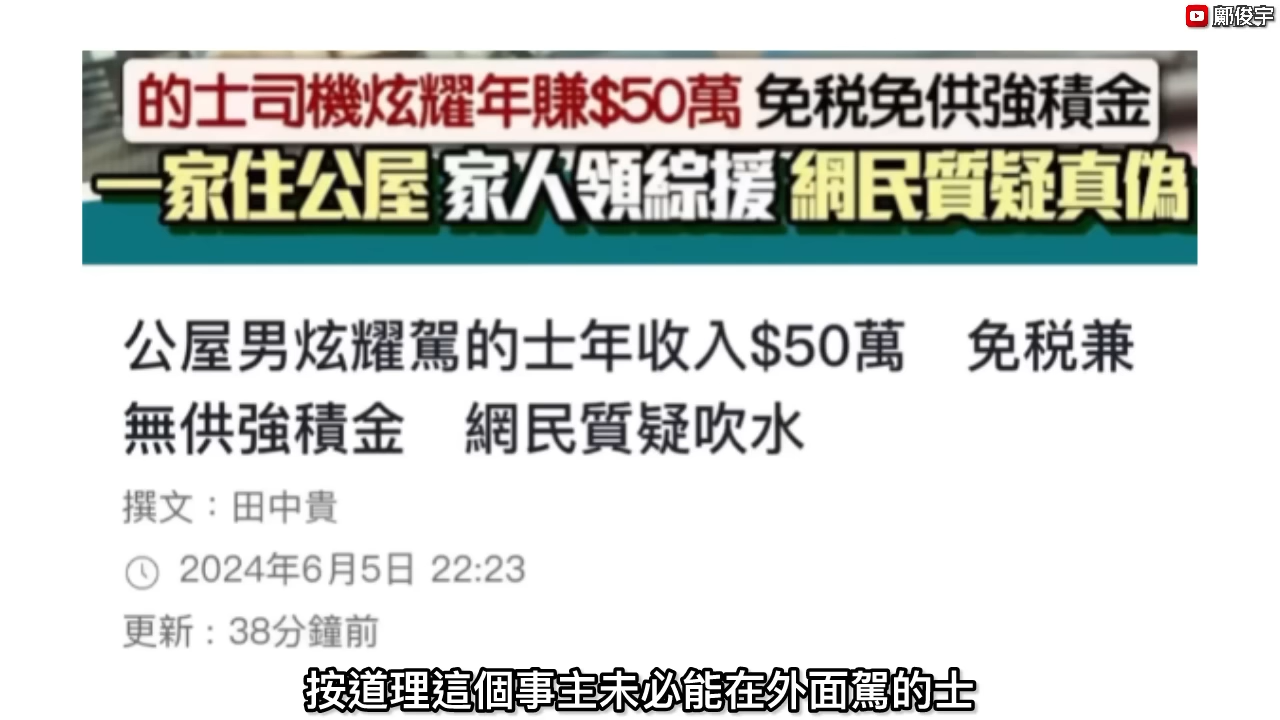 鄺俊宇
的士司機炫耀年賺$50萬 免税免供強積金
一家住公屋 家人領綜援 網民質疑真偽
公屋男炫耀駕的士年收入$50萬　免税兼
無供強積金　網民質疑吹水
撰文：田中貴
2024年6月5日 22:23
更新：38分鐘前
按道理這個事主未必能在外面駕的士